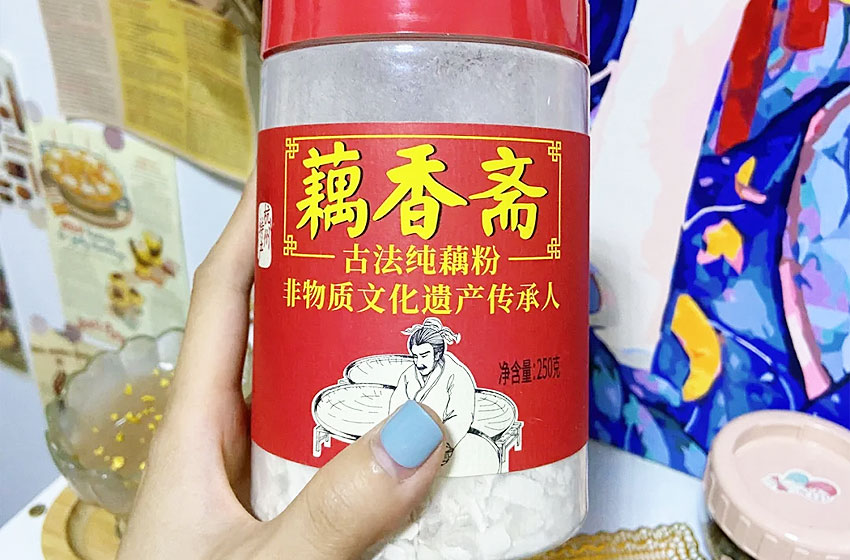 藕香斋
古法纯藕粉
非物质文化遗产传承人
净含量:250克